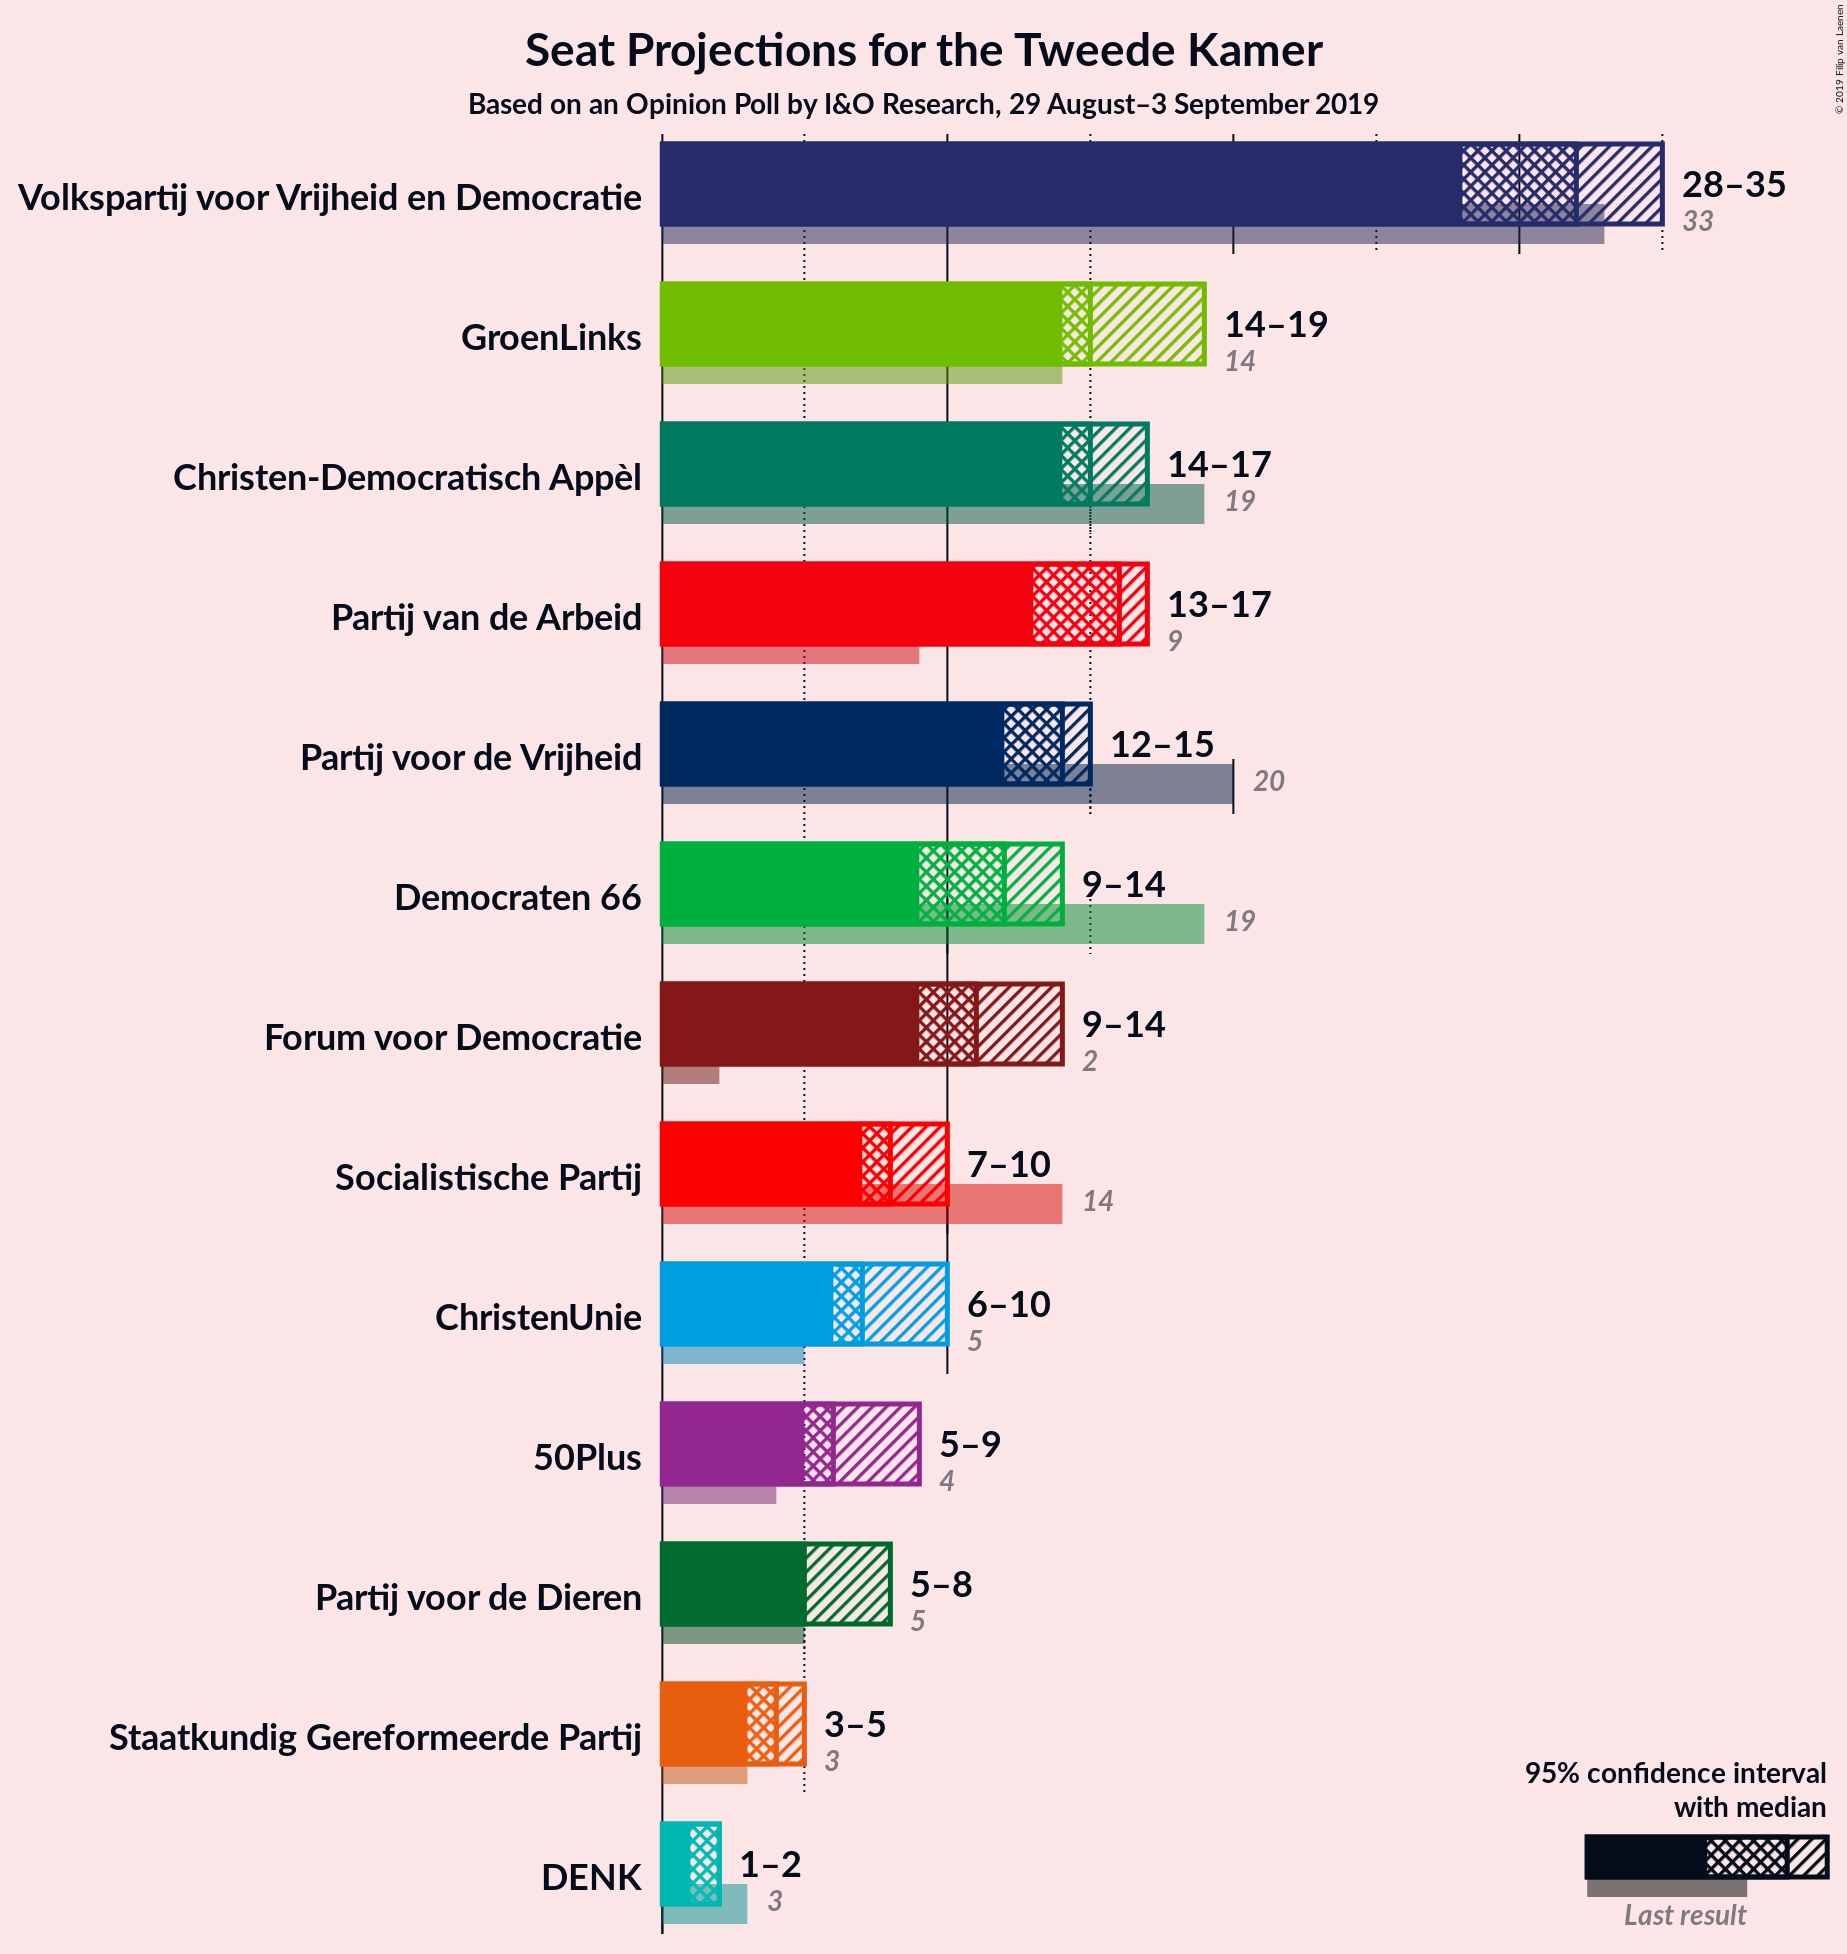 Seat Projections for the Tweede Kamer
Based on an Opinion Poll by I&O Research, 29 August–3 September 2019
© 2019 Filip van Laenen
Volkspartij voor Vrijheid en Democratie
28–35
33
GroenLinks
14–19
14
Christen-Democratisch Appèl
14–17
19
Partij van de Arbeid
13–17
9
Partij voor de Vrijheid
12–15
20
Democraten 66
9–14
19
Forum voor Democratie
9–14
2
Socialistische Partij
7–10
14
ChristenUnie
6–10
5
50Plus
5–9
4
Partij voor de Dieren
5–8
5
Staatkundig Gereformeerde Partij
3–5
3
DENK
1–2
3
95% confidence interval
with median
Last result